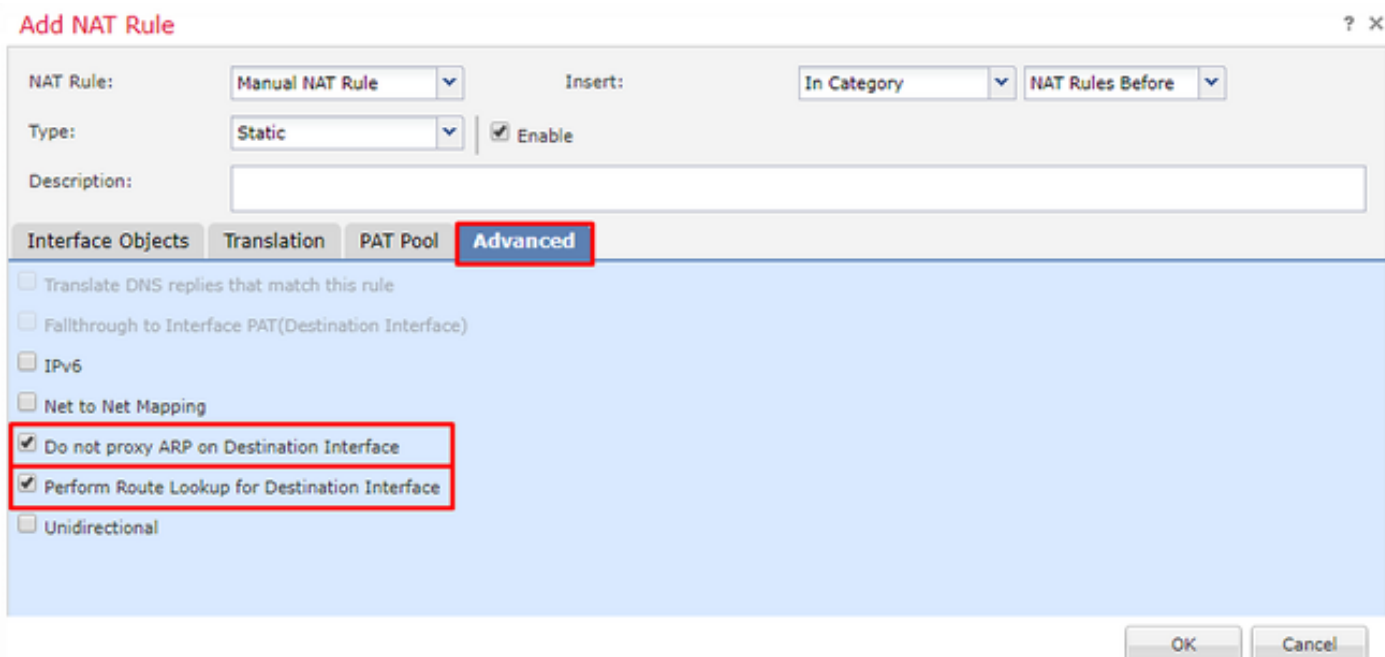 Add NAT Rule ? X
NAT Rule: Manual NAT Rule Insert: In Category NAT Rules Before
Type: Static Enable
Description:
Interface Objects Translation PAT Pool Advanced
Translate DNS replies that match this rule
Fallthrough to Interface PAT(Destination Interface)
IPv6
Net to Net Mapping
Do not proxy ARP on Destination Interface
Perform Route Lookup for Destination Interface
Unidirectional
OK Cancel